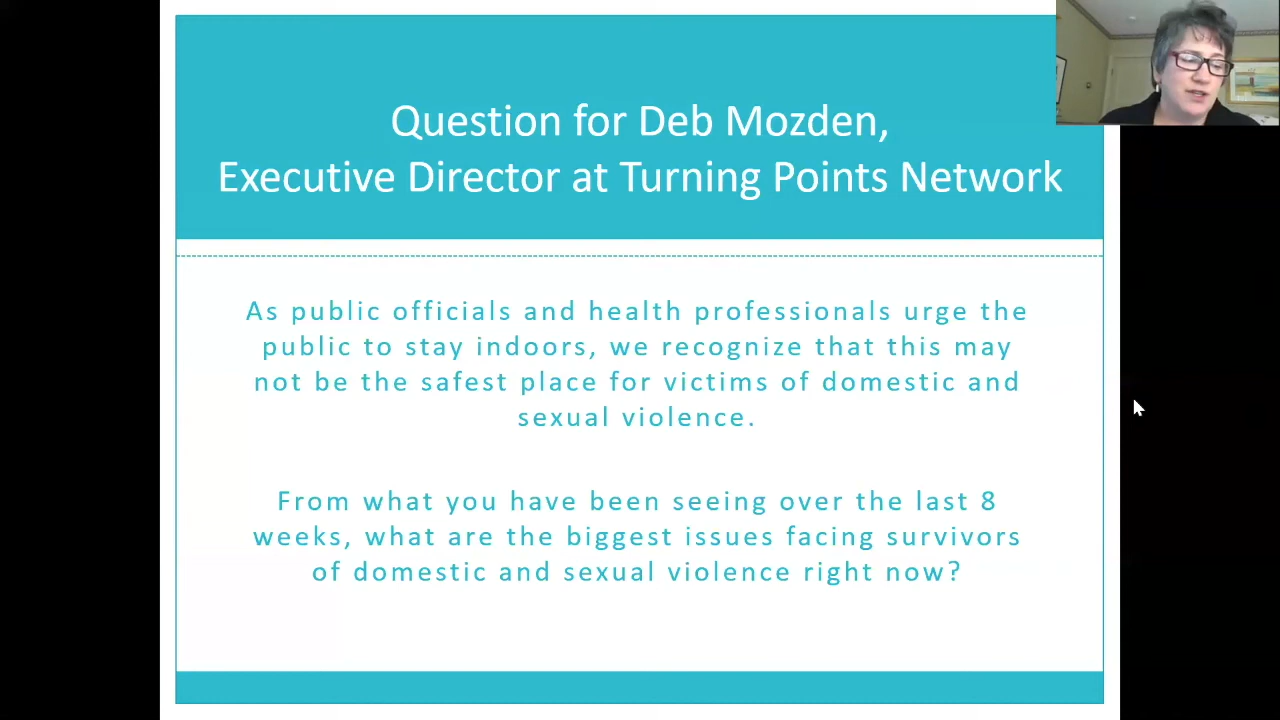 Question for Deb Mozden,
Executive Director at Turning Points Network
As public officials and health professionals urge the
public to stay indoors, we recognize that this may
not be the safest place for victims of domestic and
sexual violence.
From what you have been seeing over the last 8
weeks, what are the biggest issues facing survivors
of domestic and sexual violence right now?